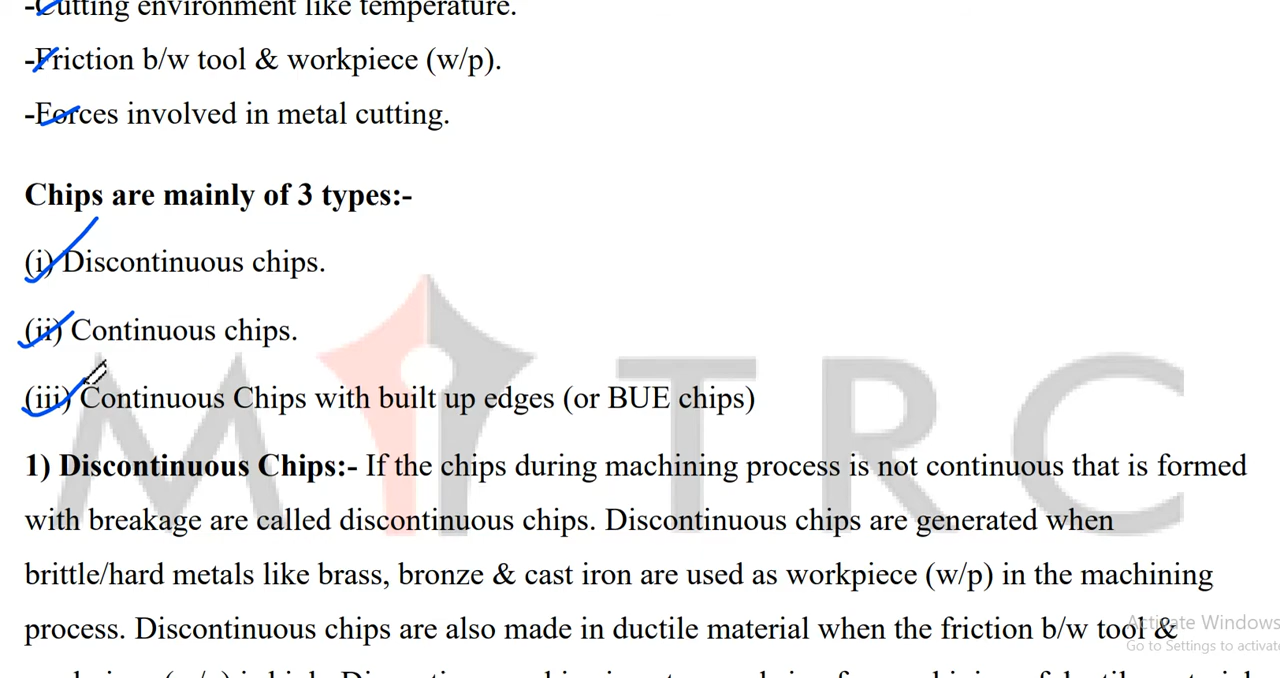 -Cutting environment like temperature.
-Friction b/w tool & workpiece (w/p).
-Forces involved in metal cutting.
Chips are mainly of 3 types:-
(i) Discontinuous chips.
(ii) Continuous chips.
(iii) Continuous Chips with built up edges (or BUE chips)
MITRC
1) Discontinuous Chips:- If the chips during machining process is not continuous that is formed
with breakage are called discontinuous chips. Discontinuous chips are generated when
brittle/hard metals like brass, bronze & cast iron are used as workpiece (w/p) in the machining
process. Discontinuous chips are also made in ductile material when the friction b/w tool &
Activate Windows
Go to Settings to activate